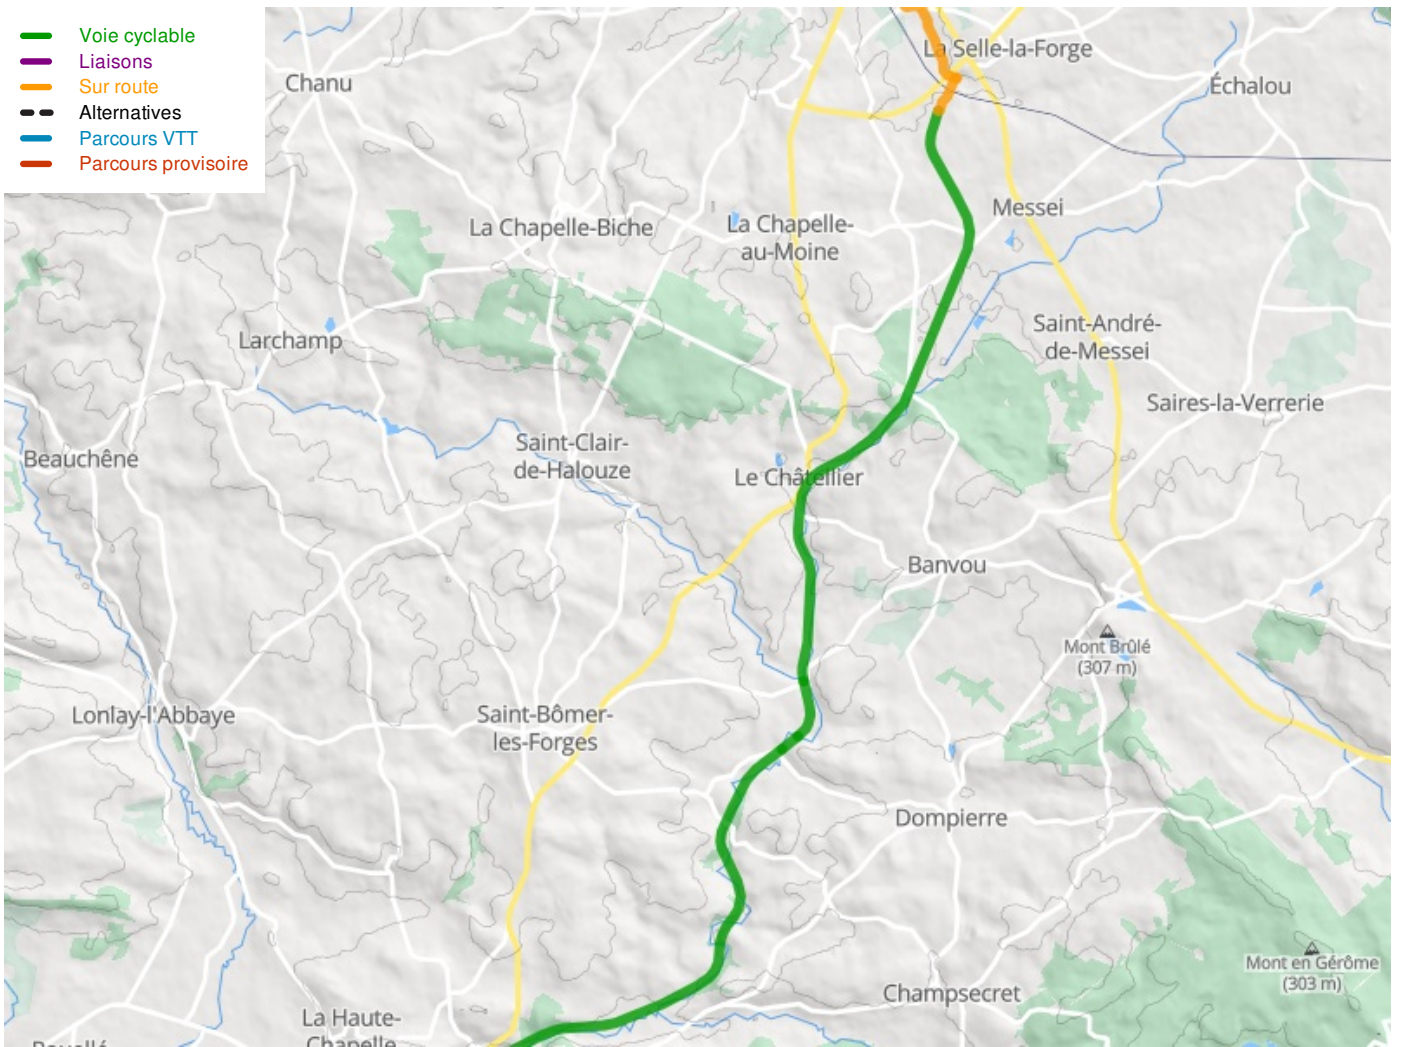 Voie cyclable
Liaisons
Sur route
Alternatives
Parcours VTT
Parcours provisoire
La Selle-la-Forge
Chanu
Échalou
Messei
La Chapelle-Biche
La Chapelle-
au-Moine
Larchamp
Saint-André-
de-Messei
Saires-la-Verrerie
Beauchêne
Saint-Clair-
de-Halouze
Le Châtellier
Banvou
Mont Brûlé
(307 m)
Lonlay-l'Abbaye
Saint-Bômer-
les-Forges
Dompierre
Mont en Gérôme
(303 m)
Champsecret
La Haute-
Chapelle